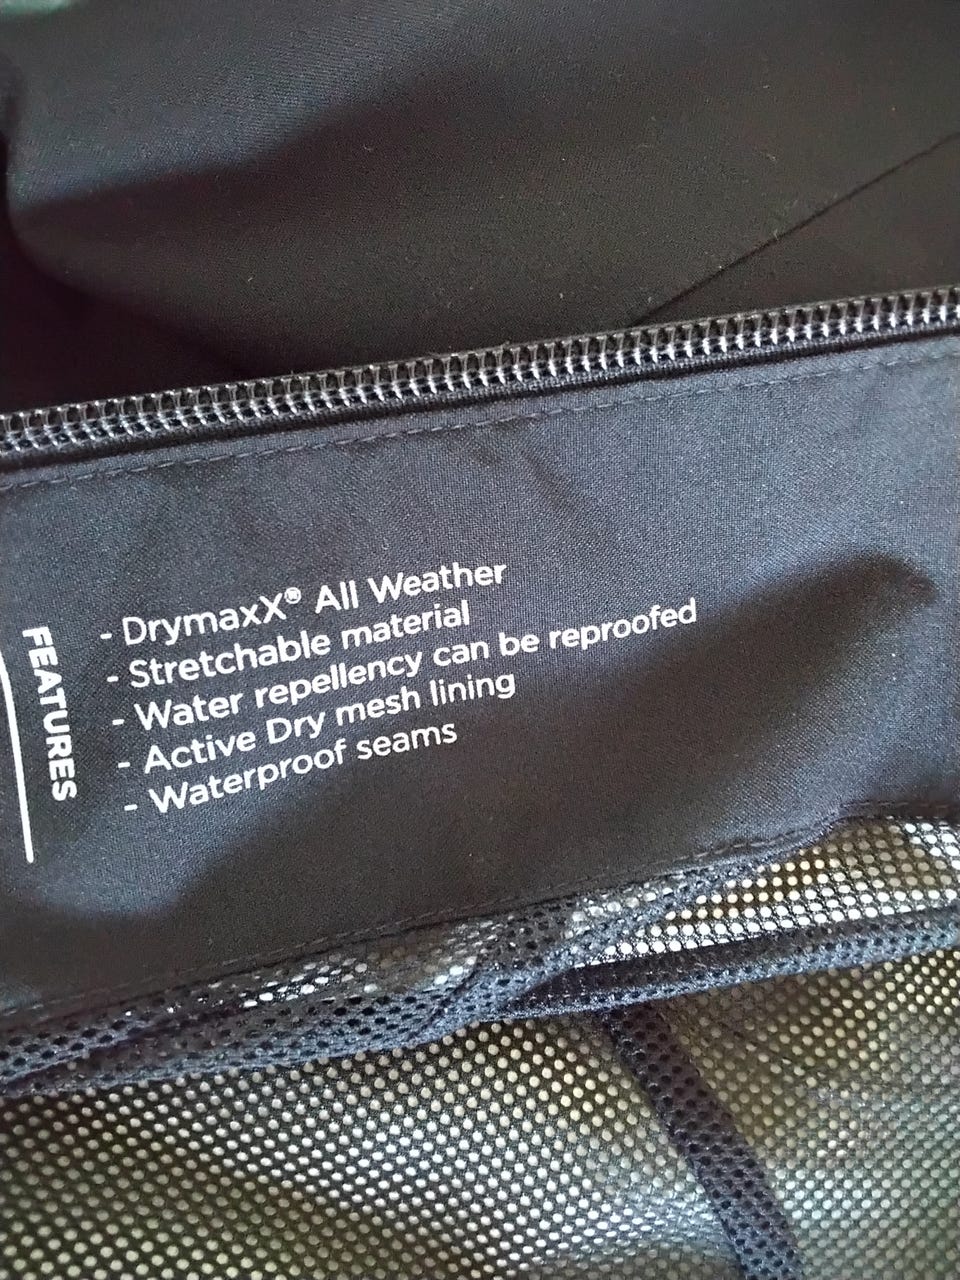 FEATURES
- DrymaxX® All Weather
- Stretchable material
- Water repellency can be reproofed
- Active Dry mesh lining
- Waterproof seams